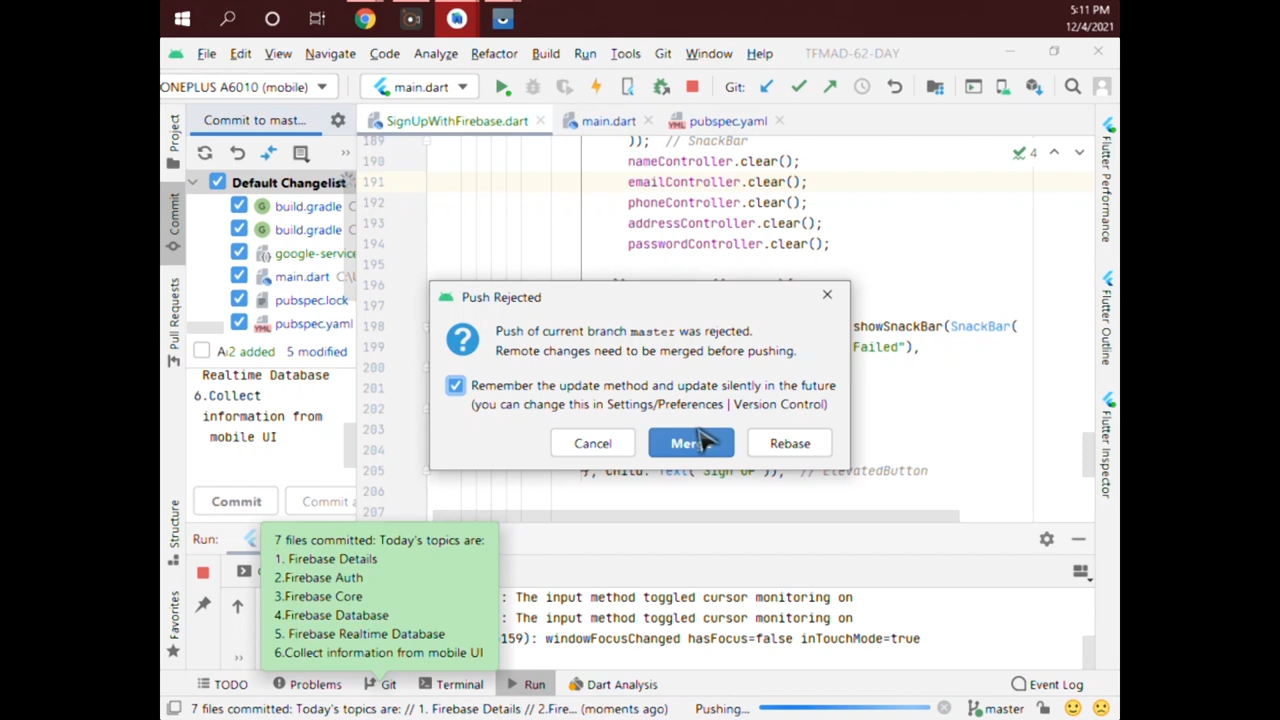 5:11 PM
12/4/2021
File Edit View Navigate Code Analyze Refactor Build Run Tools Git Window Help TFMAD-62-DAY
ONEPLUS A6010 (mobile) main.dart Git:
Project
Commit
Pull Requests
Structure
Favorites
Commit to mast...
SignUpWithFirebase.dart main.dart pubspec.yaml
Default Changelist
build.gradle
build.gradle
google-service
main.dart
pubspec.lock
pubspec.yaml
2 added 5 modified
Realtime Database
6.Collect
information from
mobile UI
Commit
189 )); // SnackBar
190 nameController.clear();
191 emailController.clear();
192 phoneController.clear();
193 addressController.clear();
194 passwordController.clear();
195
196
197
198 showSnackBar(SnackBar(
199 Failed"),
200
201
202
205 }, child: Text("Sign UP")), // ElevatedButton
206
207
4
Push Rejected
Push of current branch master was rejected.
Remote changes need to be merged before pushing.
Remember the update method and update silently in the future
(you can change this in Settings/Preferences | Version Control)
Cancel Rebase
Flutter Performance
Flutter Outline
Flutter Inspector
Run:
7 files committed: Today's topics are:
1. Firebase Details
2.Firebase Auth
3.Firebase Core
4.Firebase Database
5. Firebase Realtime Database
6.Collect information from mobile UI
: The input method toggled cursor monitoring on
: The input method toggled cursor monitoring on
159): windowFocusChanged hasFocus=false inTouchMode=true
TODO Problems Git Terminal Run Dart Analysis Event Log
7 files committed: Today's topics are: // 1. Firebase Details // 2.Fire... (moments ago) Pushing... master